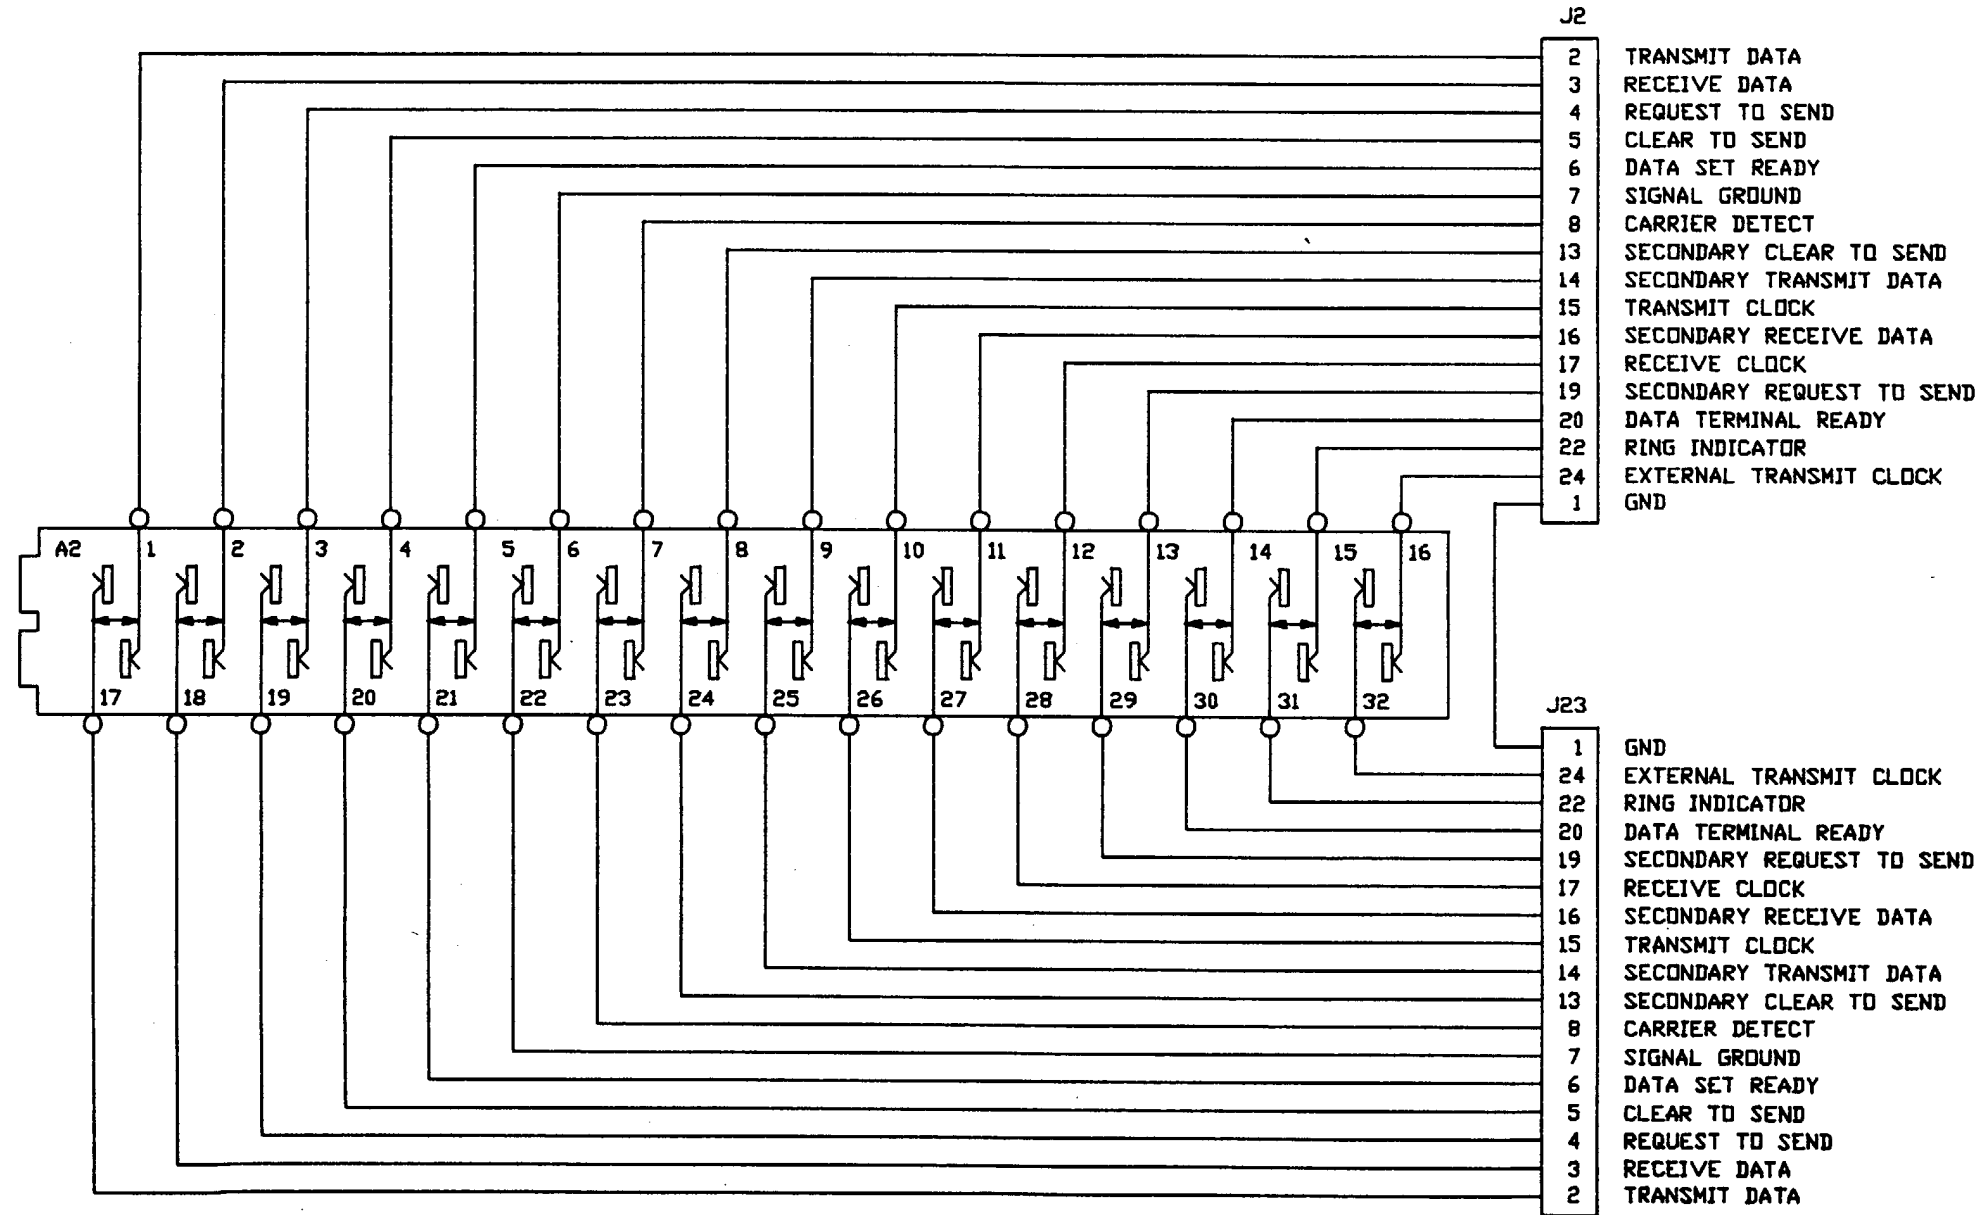 J2
2 TRANSMIT DATA
3 RECEIVE DATA
4 REQUEST TO SEND
5 CLEAR TO SEND
6 DATA SET READY
7 SIGNAL GROUND
8 CARRIER DETECT
13 SECONDARY CLEAR TO SEND
14 SECONDARY TRANSMIT DATA
15 TRANSMIT CLOCK
16 SECONDARY RECEIVE DATA
17 RECEIVE CLOCK
19 SECONDARY REQUEST TO SEND
20 DATA TERMINAL READY
22 RING INDICATOR
24 EXTERNAL TRANSMIT CLOCK
1 GND
A2 1 2 3 4 5 6 7 8 9 10 11 12 13 14 15 16
17 18 19 20 21 22 23 24 25 26 27 28 29 30 31 32
J23
1 GND
24 EXTERNAL TRANSMIT CLOCK
22 RING INDICATOR
20 DATA TERMINAL READY
19 SECONDARY REQUEST TO SEND
17 RECEIVE CLOCK
16 SECONDARY RECEIVE DATA
15 TRANSMIT CLOCK
14 SECONDARY TRANSMIT DATA
13 SECONDARY CLEAR TO SEND
8 CARRIER DETECT
7 SIGNAL GROUND
6 DATA SET READY
5 CLEAR TO SEND
4 REQUEST TO SEND
3 RECEIVE DATA
2 TRANSMIT DATA